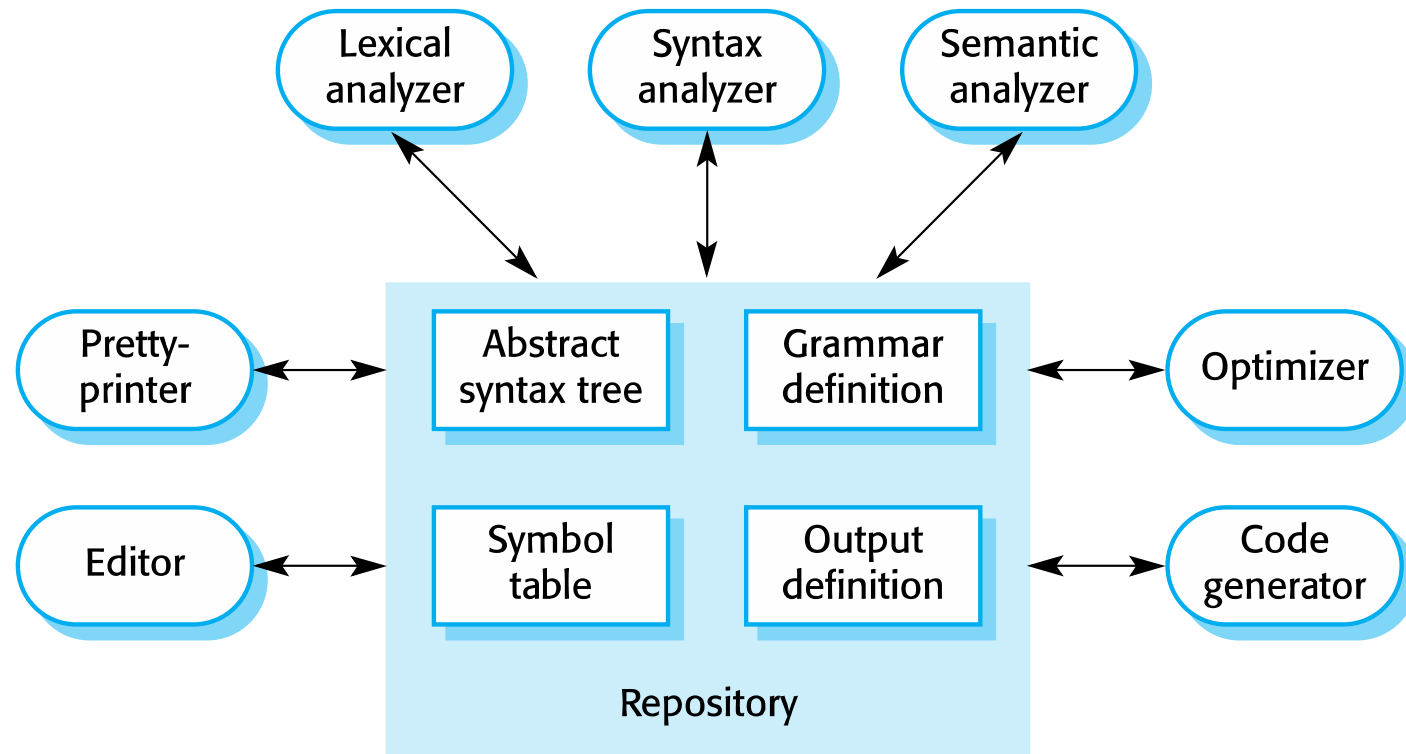 Lexical
analyzer
Syntax
analyzer
Semantic
analyzer
Pretty-
printer
Abstract
syntax tree
Grammar
definition
Optimizer
Editor
Symbol
table
Output
definition
Code
generator
Repository